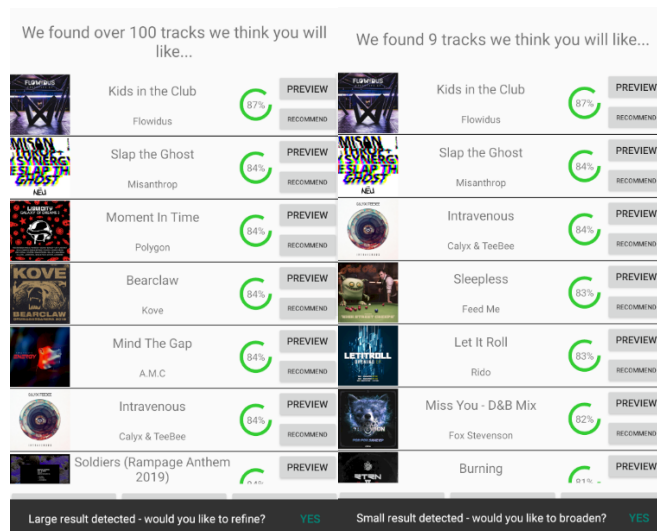 We found over 100 tracks we think you will
like...
FLOWIDUS
Kids in the Club
Flowidus
87%
PREVIEW
RECOMMEND
Slap the Ghost
Misanthrop
84%
PREVIEW
RECOMMEND
Moment In Time
Polygon
84%
PREVIEW
RECOMMEND
KOVE
BEARCLAW
Bearclaw
Kove
84%
PREVIEW
RECOMMEND
Mind The Gap
A.M.C
84%
PREVIEW
RECOMMEND
Intravenous
Calyx & TeeBee
84%
PREVIEW
RECOMMEND
Soldiers (Rampage Anthem
2019)
PREVIEW
Large result detected - would you like to refine?
YES
We found 9 tracks we think you will like...
FLOWIDUS
Kids in the Club
Flowidus
87%
PREVIEW
RECOMMEND
Slap the Ghost
Misanthrop
84%
PREVIEW
RECOMMEND
Intravenous
Calyx & TeeBee
84%
PREVIEW
RECOMMEND
Sleepless
Feed Me
83%
PREVIEW
RECOMMEND
LETITROLL
Let It Roll
Rido
83%
PREVIEW
RECOMMEND
Miss You - D&B Mix
Fox Stevenson
82%
PREVIEW
RECOMMEND
Burning
PREVIEW
Small result detected - would you like to broaden?
YES